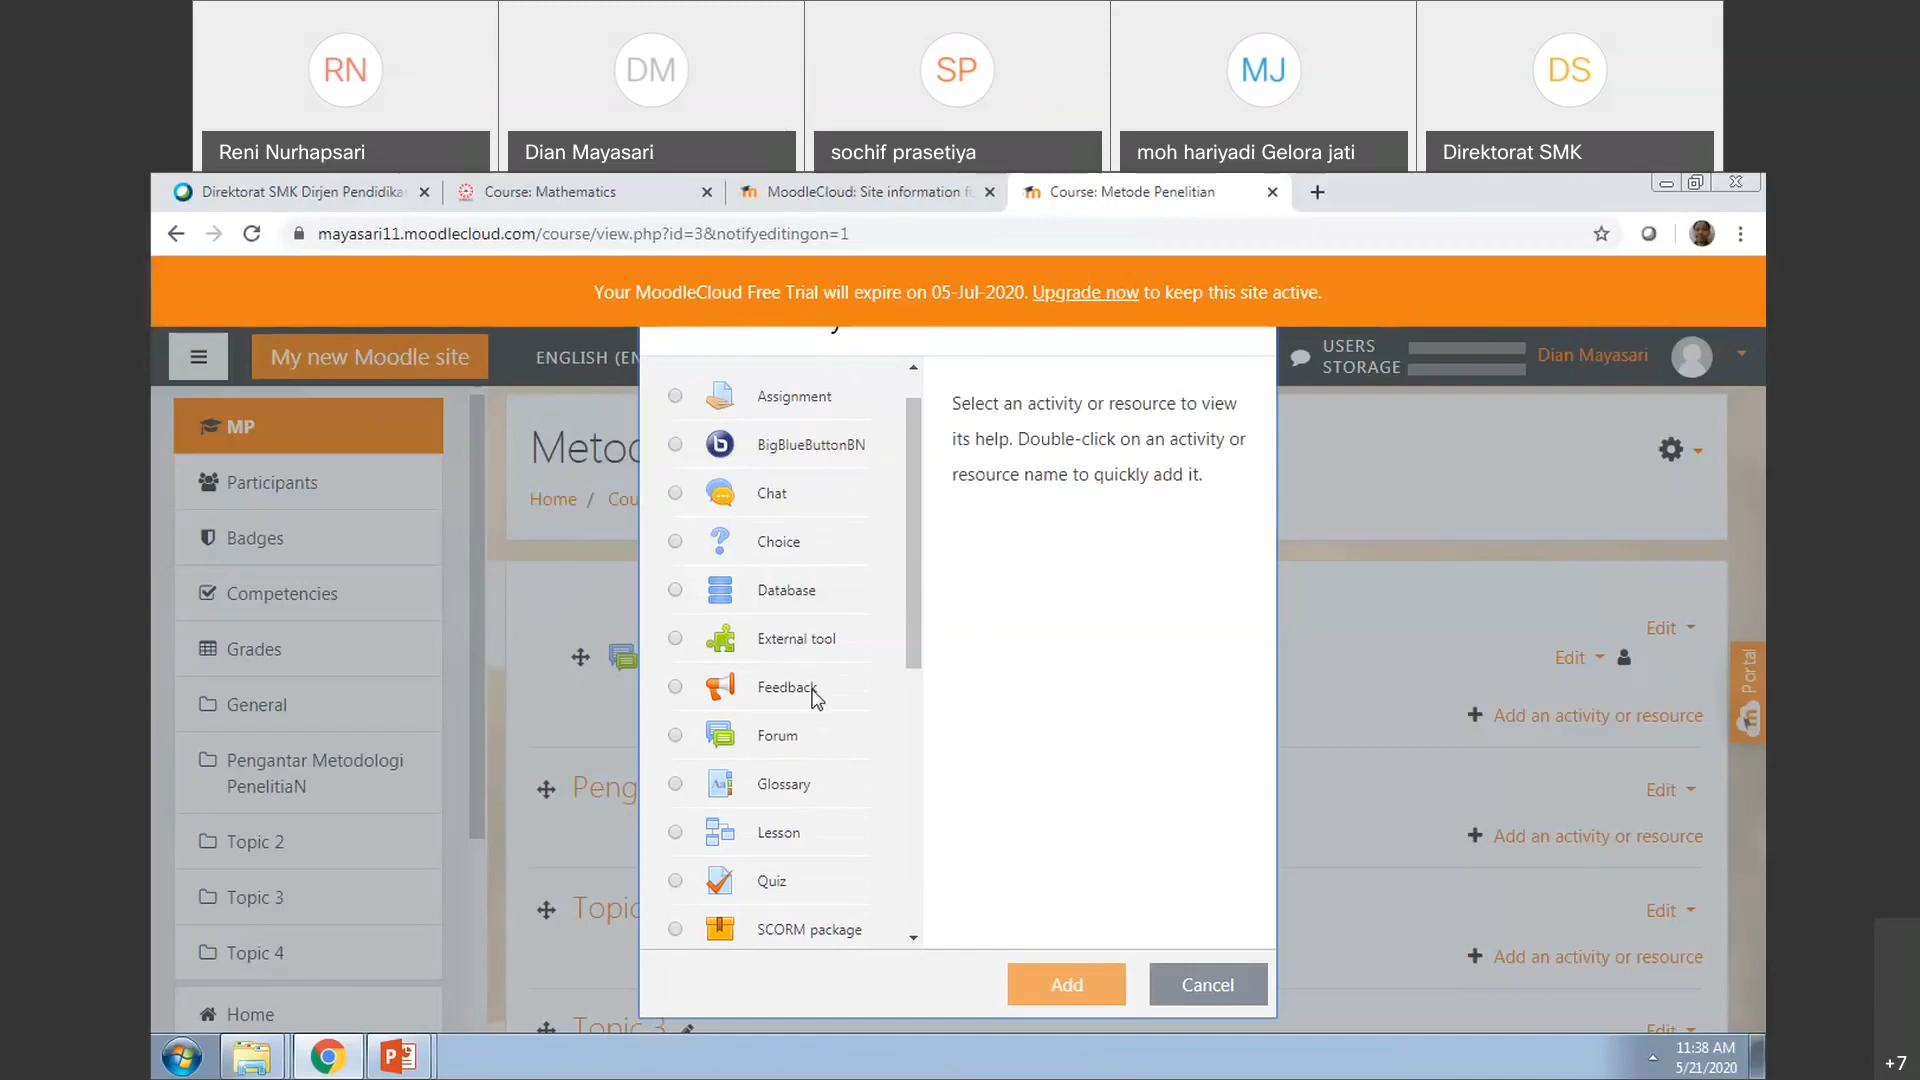 RN
DM
SP
MJ
DS
Reni Nurhapsari
Dian Mayasari
sochif prasetiya
moh hariyadi Gelora jati
Direktorat SMK
Direktorat SMK Dirjen Pendidika
Course: Mathematics
MoodleCloud: Site information f
Course: Metode Penelitian
mayasari11.moodlecloud.com/course/view.php?id=3&notifyeditingon=1
Your MoodleCloud Free Trial will expire on 05-Jul-2020. Upgrade now to keep this site active.
My new Moodle site
ENGLISH (EN
USERS
STORAGE
Dian Mayasari
MP
Participants
Badges
Competencies
Grades
General
Pengantar Metodologi
PenelitiaN
Topic 2
Topic 3
Topic 4
Home
Metod
Home / Cou
Assignment
BigBlueButtonBN
Chat
Choice
Database
External tool
Feedback
Forum
Glossary
Lesson
Quiz
SCORM package
Select an activity or resource to view
its help. Double-click on an activity or
resource name to quickly add it.
Add
Cancel
Edit
Edit
Add an activity or resource
Peng
Edit
Add an activity or resource
Topic
Edit
Add an activity or resource
Topic 3
Edit
Portal
11:38 AM
5/21/2020
+7